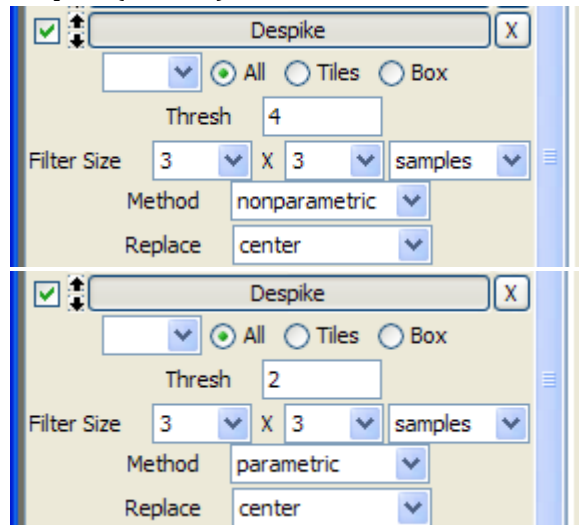 Despike X
All Tiles Box
Thresh 4
Filter Size 3 X 3 samples
Method nonparametric
Replace center
Despike X
All Tiles Box
Thresh 2
Filter Size 3 X 3 samples
Method parametric
Replace center